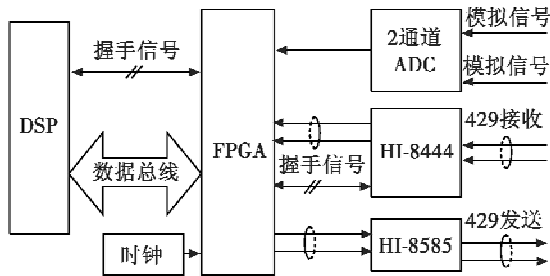 DSP
握手信号
数据总线
时钟
FPGA
2通道
ADC
模拟信号
模拟信号
握手信号
HI-8444
429接收
HI-8585
429发送